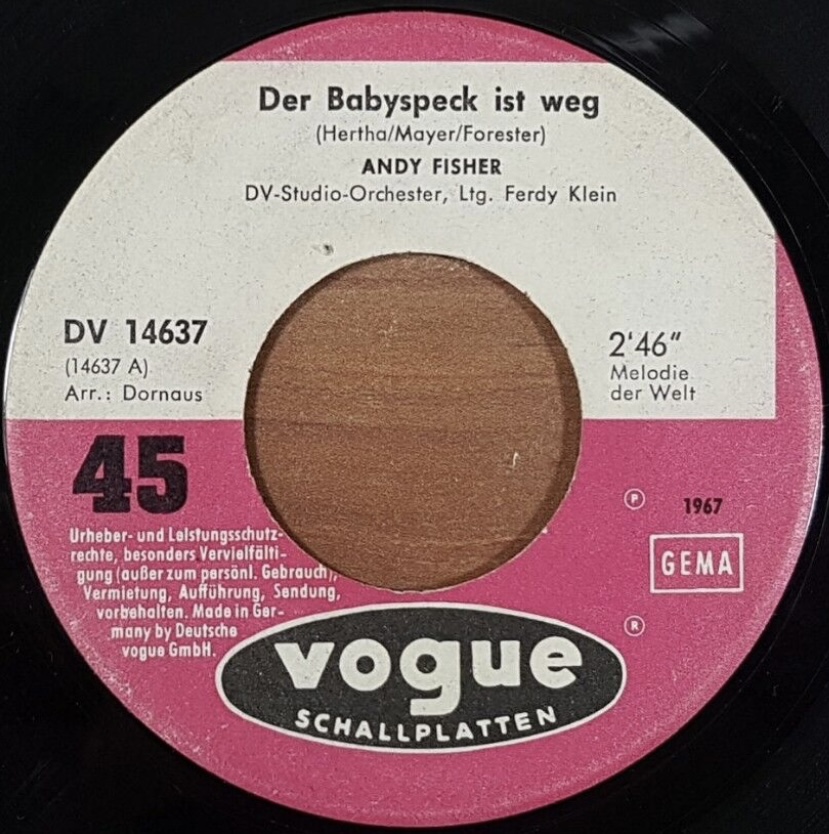 Der Babyspeck ist weg
(Hertha/Mayer/Forester)
ANDY FISHER
DV-Studio-Orchester, Ltg. Ferdy Klein
DV 14637
(14637 A)
Arr.: Dornaus
2'46"
Melodie
der Welt
45
Urheber- und Leistungsschutz-
rechte, besonders Vervielfälti-
gung (außer zum persönl. Gebrauch),
Vermietung, Aufführung, Sendung,
vorbehalten. Made in Ger-
many by Deutsche
vogue GmbH.
Ⓟ 1967
GEMA
®
vogue
SCHALLPLATTEN